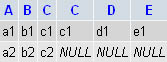 A B C C D E
a1 b1 c1 c1 d1 e1
a2 b2 c2 NULL NULL NULL